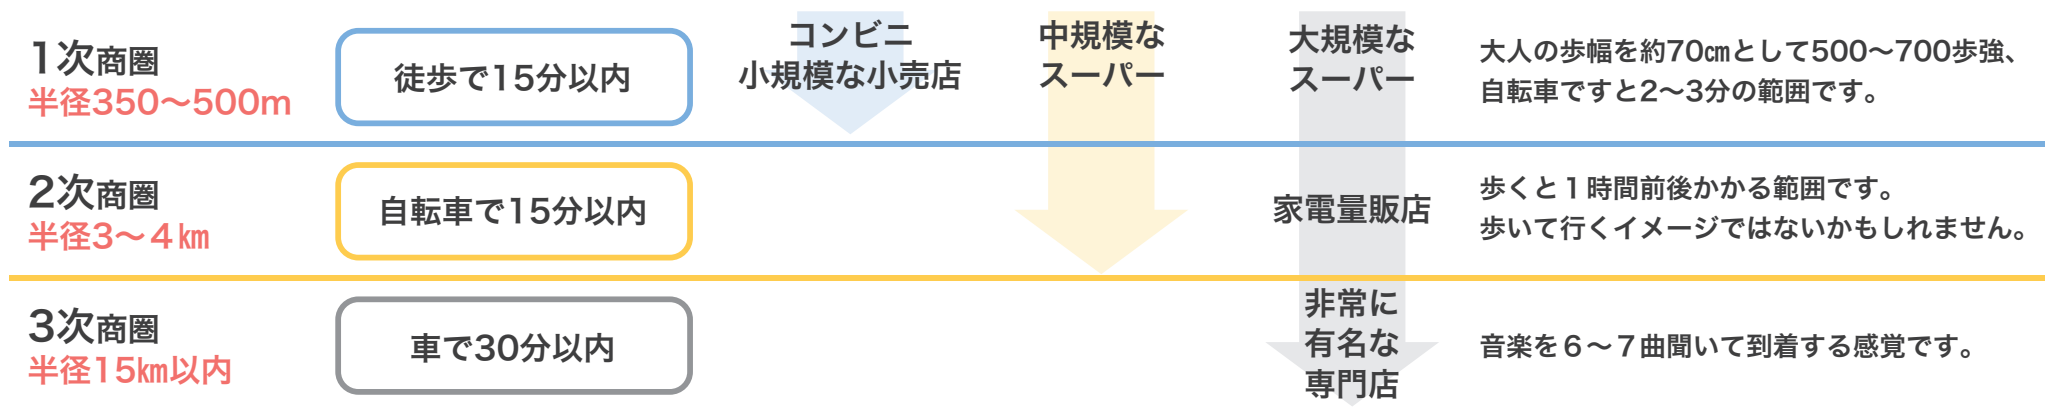 1次商圏
半径350〜500m
徒歩で15分以内
コンビニ
小規模な小売店
中規模な
スーパー
大規模な
スーパー
大人の歩幅を約70㎝として500〜700歩強、
自転車ですと2〜3分の範囲です。
2次商圏
半径3〜４㎞
自転車で15分以内
家電量販店
歩くと１時間前後かかる範囲です。
歩いて行くイメージではないかもしれません。
3次商圏
半径15㎞以内
車で30分以内
非常に
有名な
専門店
音楽を６〜７曲聞いて到着する感覚です。